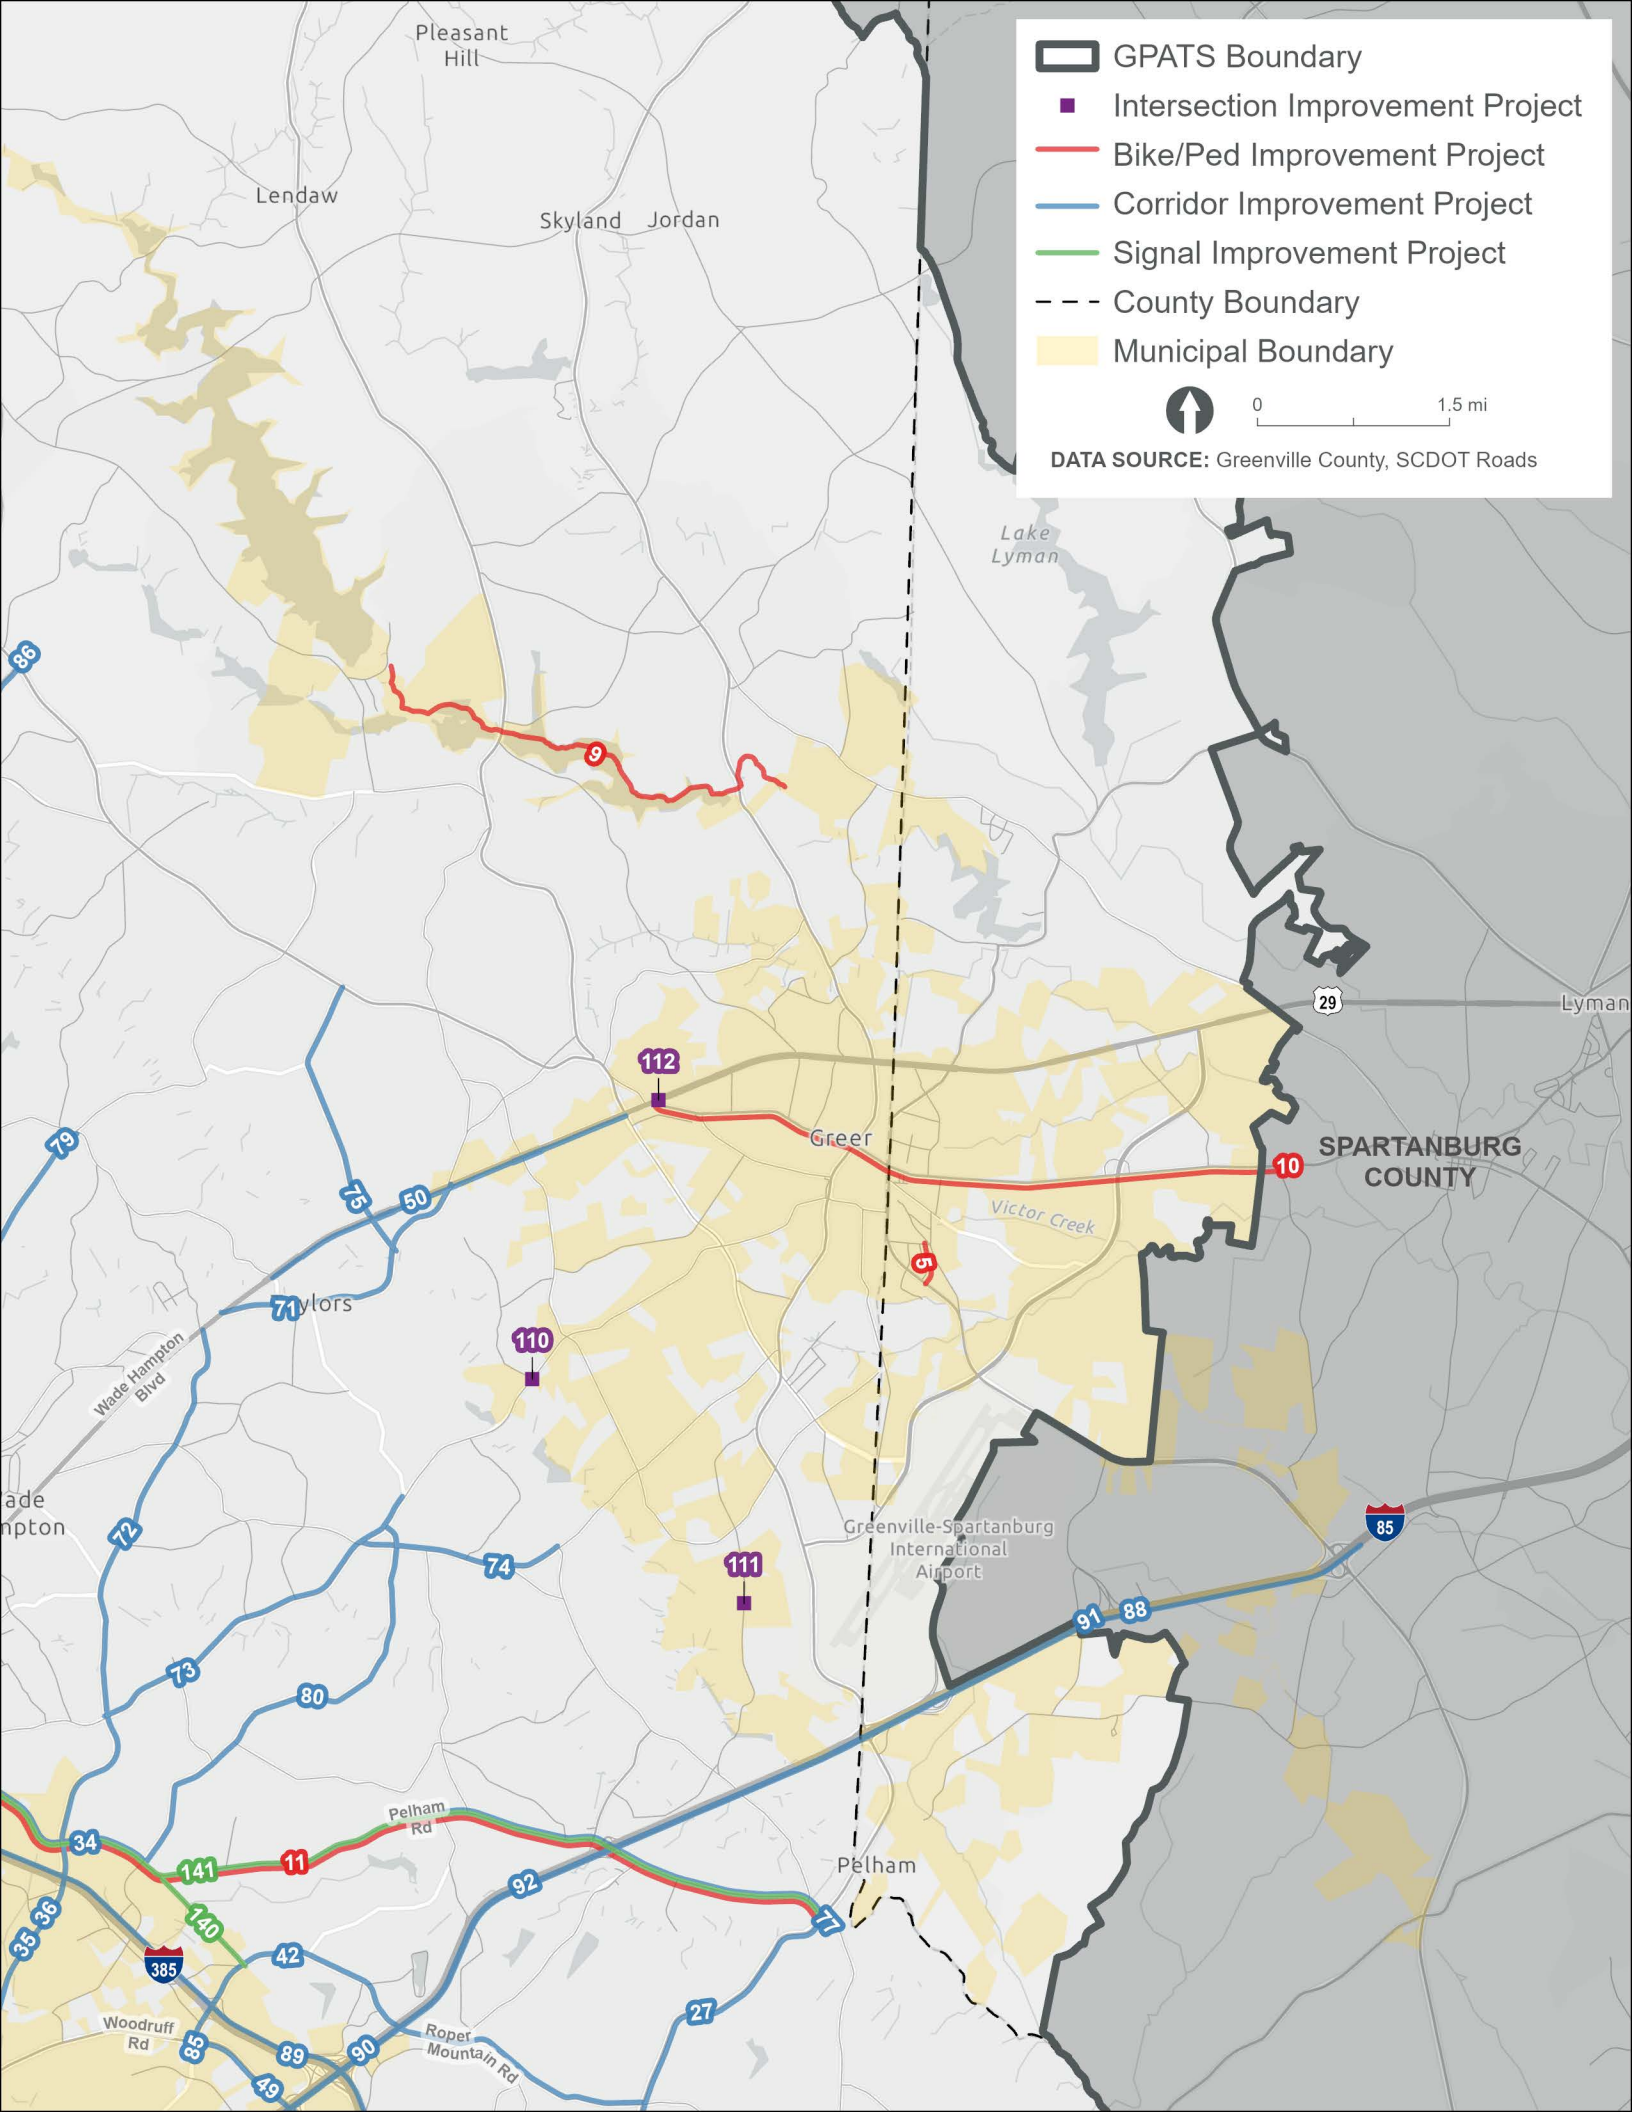 Pleasant
Hill
GPATS Boundary
Intersection Improvement Project
Bike/Ped Improvement Project
Corridor Improvement Project
Signal Improvement Project
County Boundary
Municipal Boundary
0
1.5 mi
DATA SOURCE: Greenville County, SCDOT Roads
Lendaw
Skyland
Jordan
Lake
Lyman
86
9
29
Lyman
112
79
Greer
SPARTANBURG
COUNTY
10
75
50
Victor Creek
5
71
ylors
110
Wade Hampton
Blvd
ade
mpton
72
85
Greenville-Spartanburg
International
Airport
74
111
91
88
73
80
Pelham
Rd
34
141
11
92
Pelham
36
35
140
77
42
385
27
Woodruff
Rd
85
89
90
Roper
Mountain Rd
49